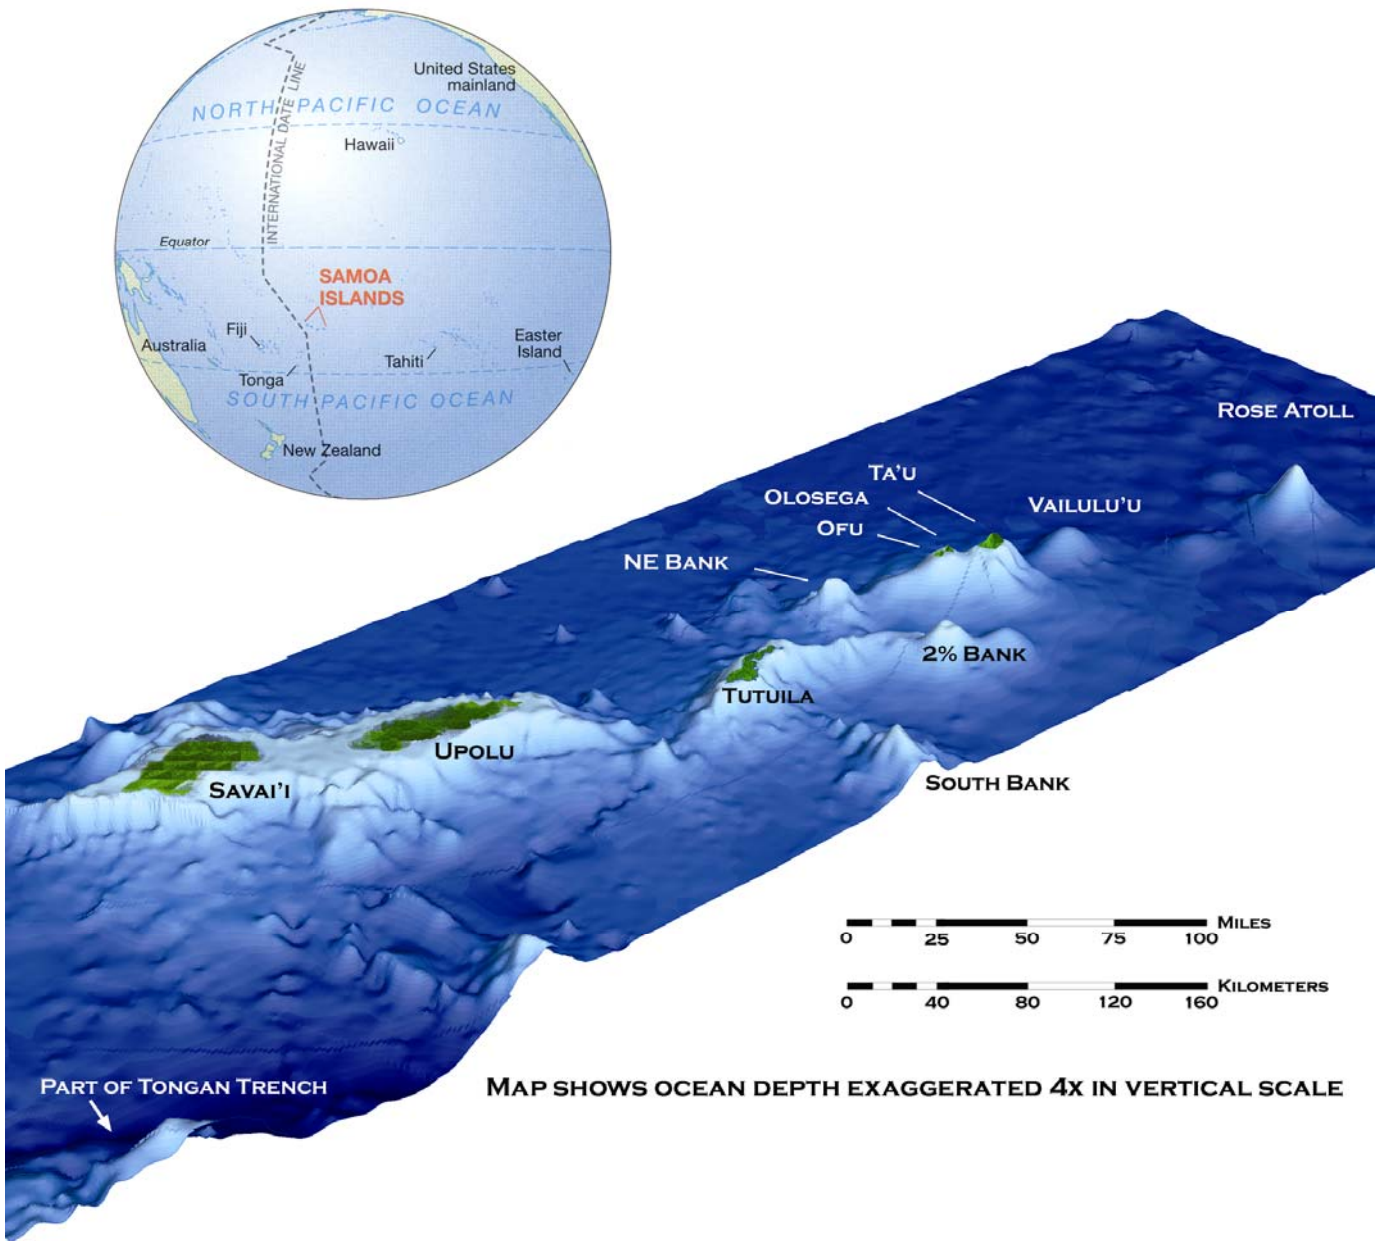 United States
mainland
NORTH PACIFIC OCEAN
INTERNATIONAL DATE LINE
Hawaii
Equator
SAMOA
ISLANDS
Fiji
Australia
Tonga
Tahiti
Easter
Island
SOUTH PACIFIC OCEAN
New Zealand
ROSE ATOLL
TA'U
OLOSEGA
VAILULU'U
OFU
NE BANK
2% BANK
TUTUILA
UPOLU
SAVAI'I
SOUTH BANK
MILES
0 25 50 75 100
KILOMETERS
0 40 80 120 160
PART OF TONGAN TRENCH
MAP SHOWS OCEAN DEPTH EXAGGERATED 4X IN VERTICAL SCALE